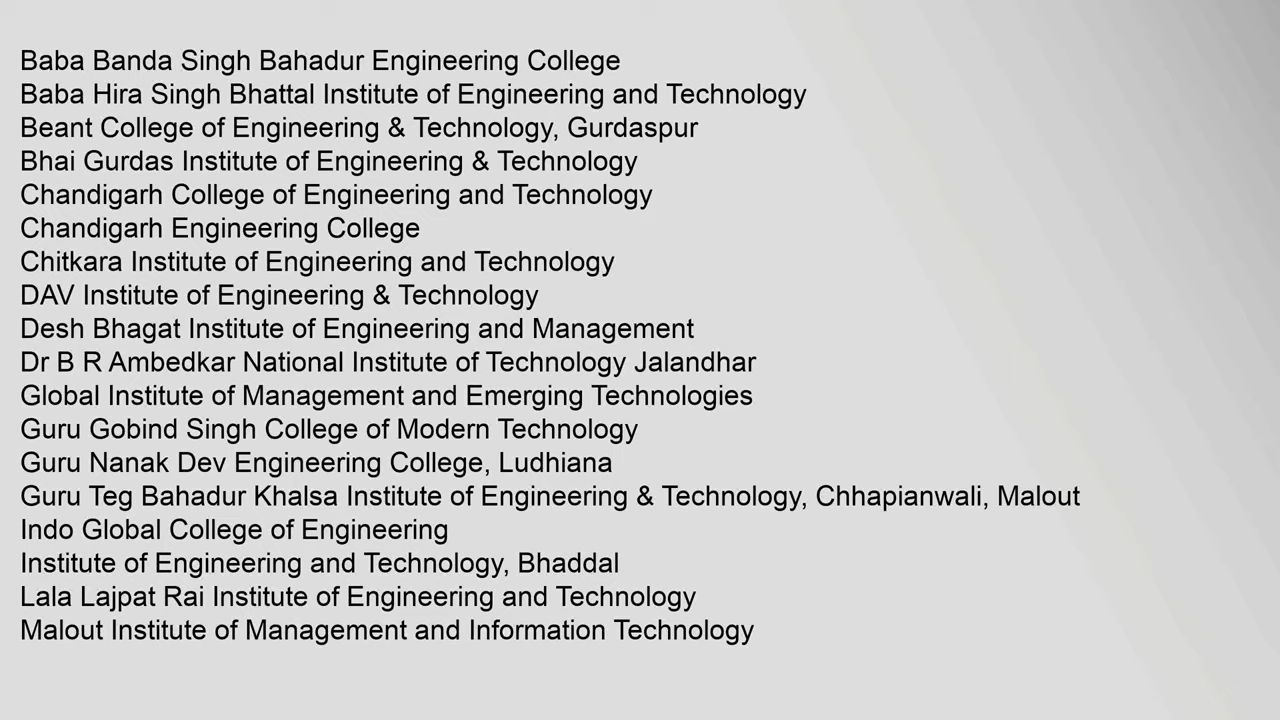 Baba Banda Singh Bahadur Engineering College
Baba Hira Singh Bhattal Institute of Engineering and Technology
Beant College of Engineering & Technology, Gurdaspur
Bhai Gurdas Institute of Engineering & Technology
Chandigarh College of Engineering and Technology
Chandigarh Engineering College
Chitkara Institute of Engineering and Technology
DAV Institute of Engineering & Technology
Desh Bhagat Institute of Engineering and Management
Dr B R Ambedkar National Institute of Technology Jalandhar
Global Institute of Management and Emerging Technologies
Guru Gobind Singh College of Modern Technology
Guru Nanak Dev Engineering College, Ludhiana
Guru Teg Bahadur Khalsa Institute of Engineering & Technology, Chhapianwali, Malout
Indo Global College of Engineering
Institute of Engineering and Technology, Bhaddal
Lala Lajpat Rai Institute of Engineering and Technology
Malout Institute of Management and Information Technology